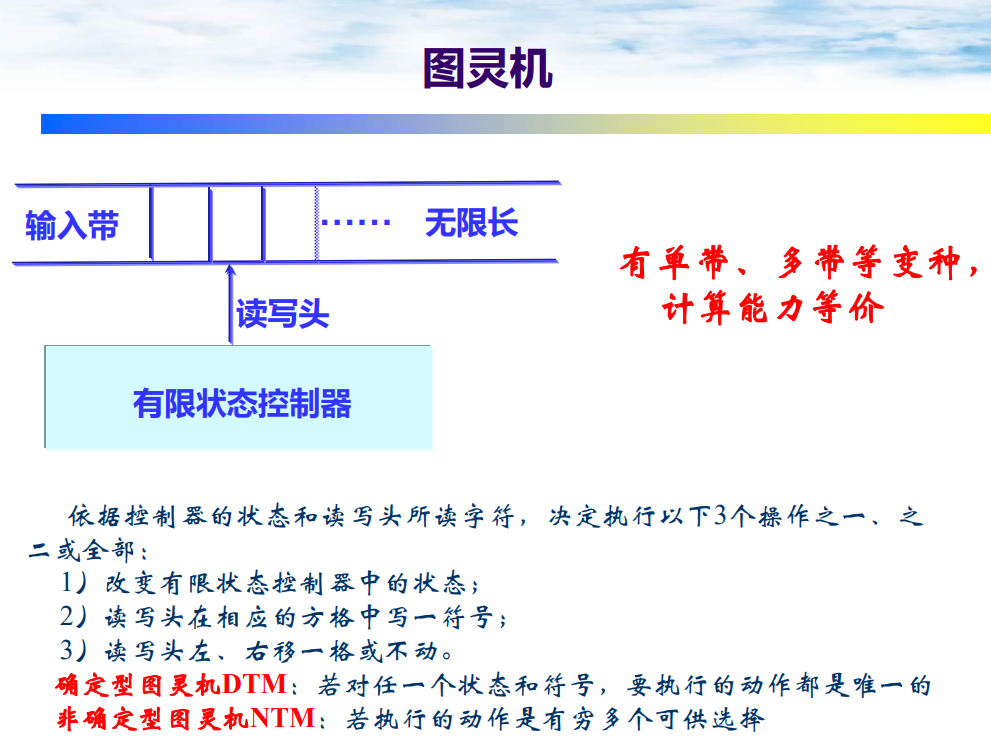 图灵机
输入带
······ 无限长
读写头
有限状态控制器
有单带、多带等变种，
计算能力等价
依据控制器的状态和读写头所读字符，决定执行以下3个操作之一、之
二或全部：
1）改变有限状态控制器中的状态；
2）读写头在相应的方格中写一符号；
3）读写头左、右移一格或不动。
确定型图灵机DTM：若对任一个状态和符号，要执行的动作都是唯一的
非确定型图灵机NTM：若执行的动作是有穷多个可供选择